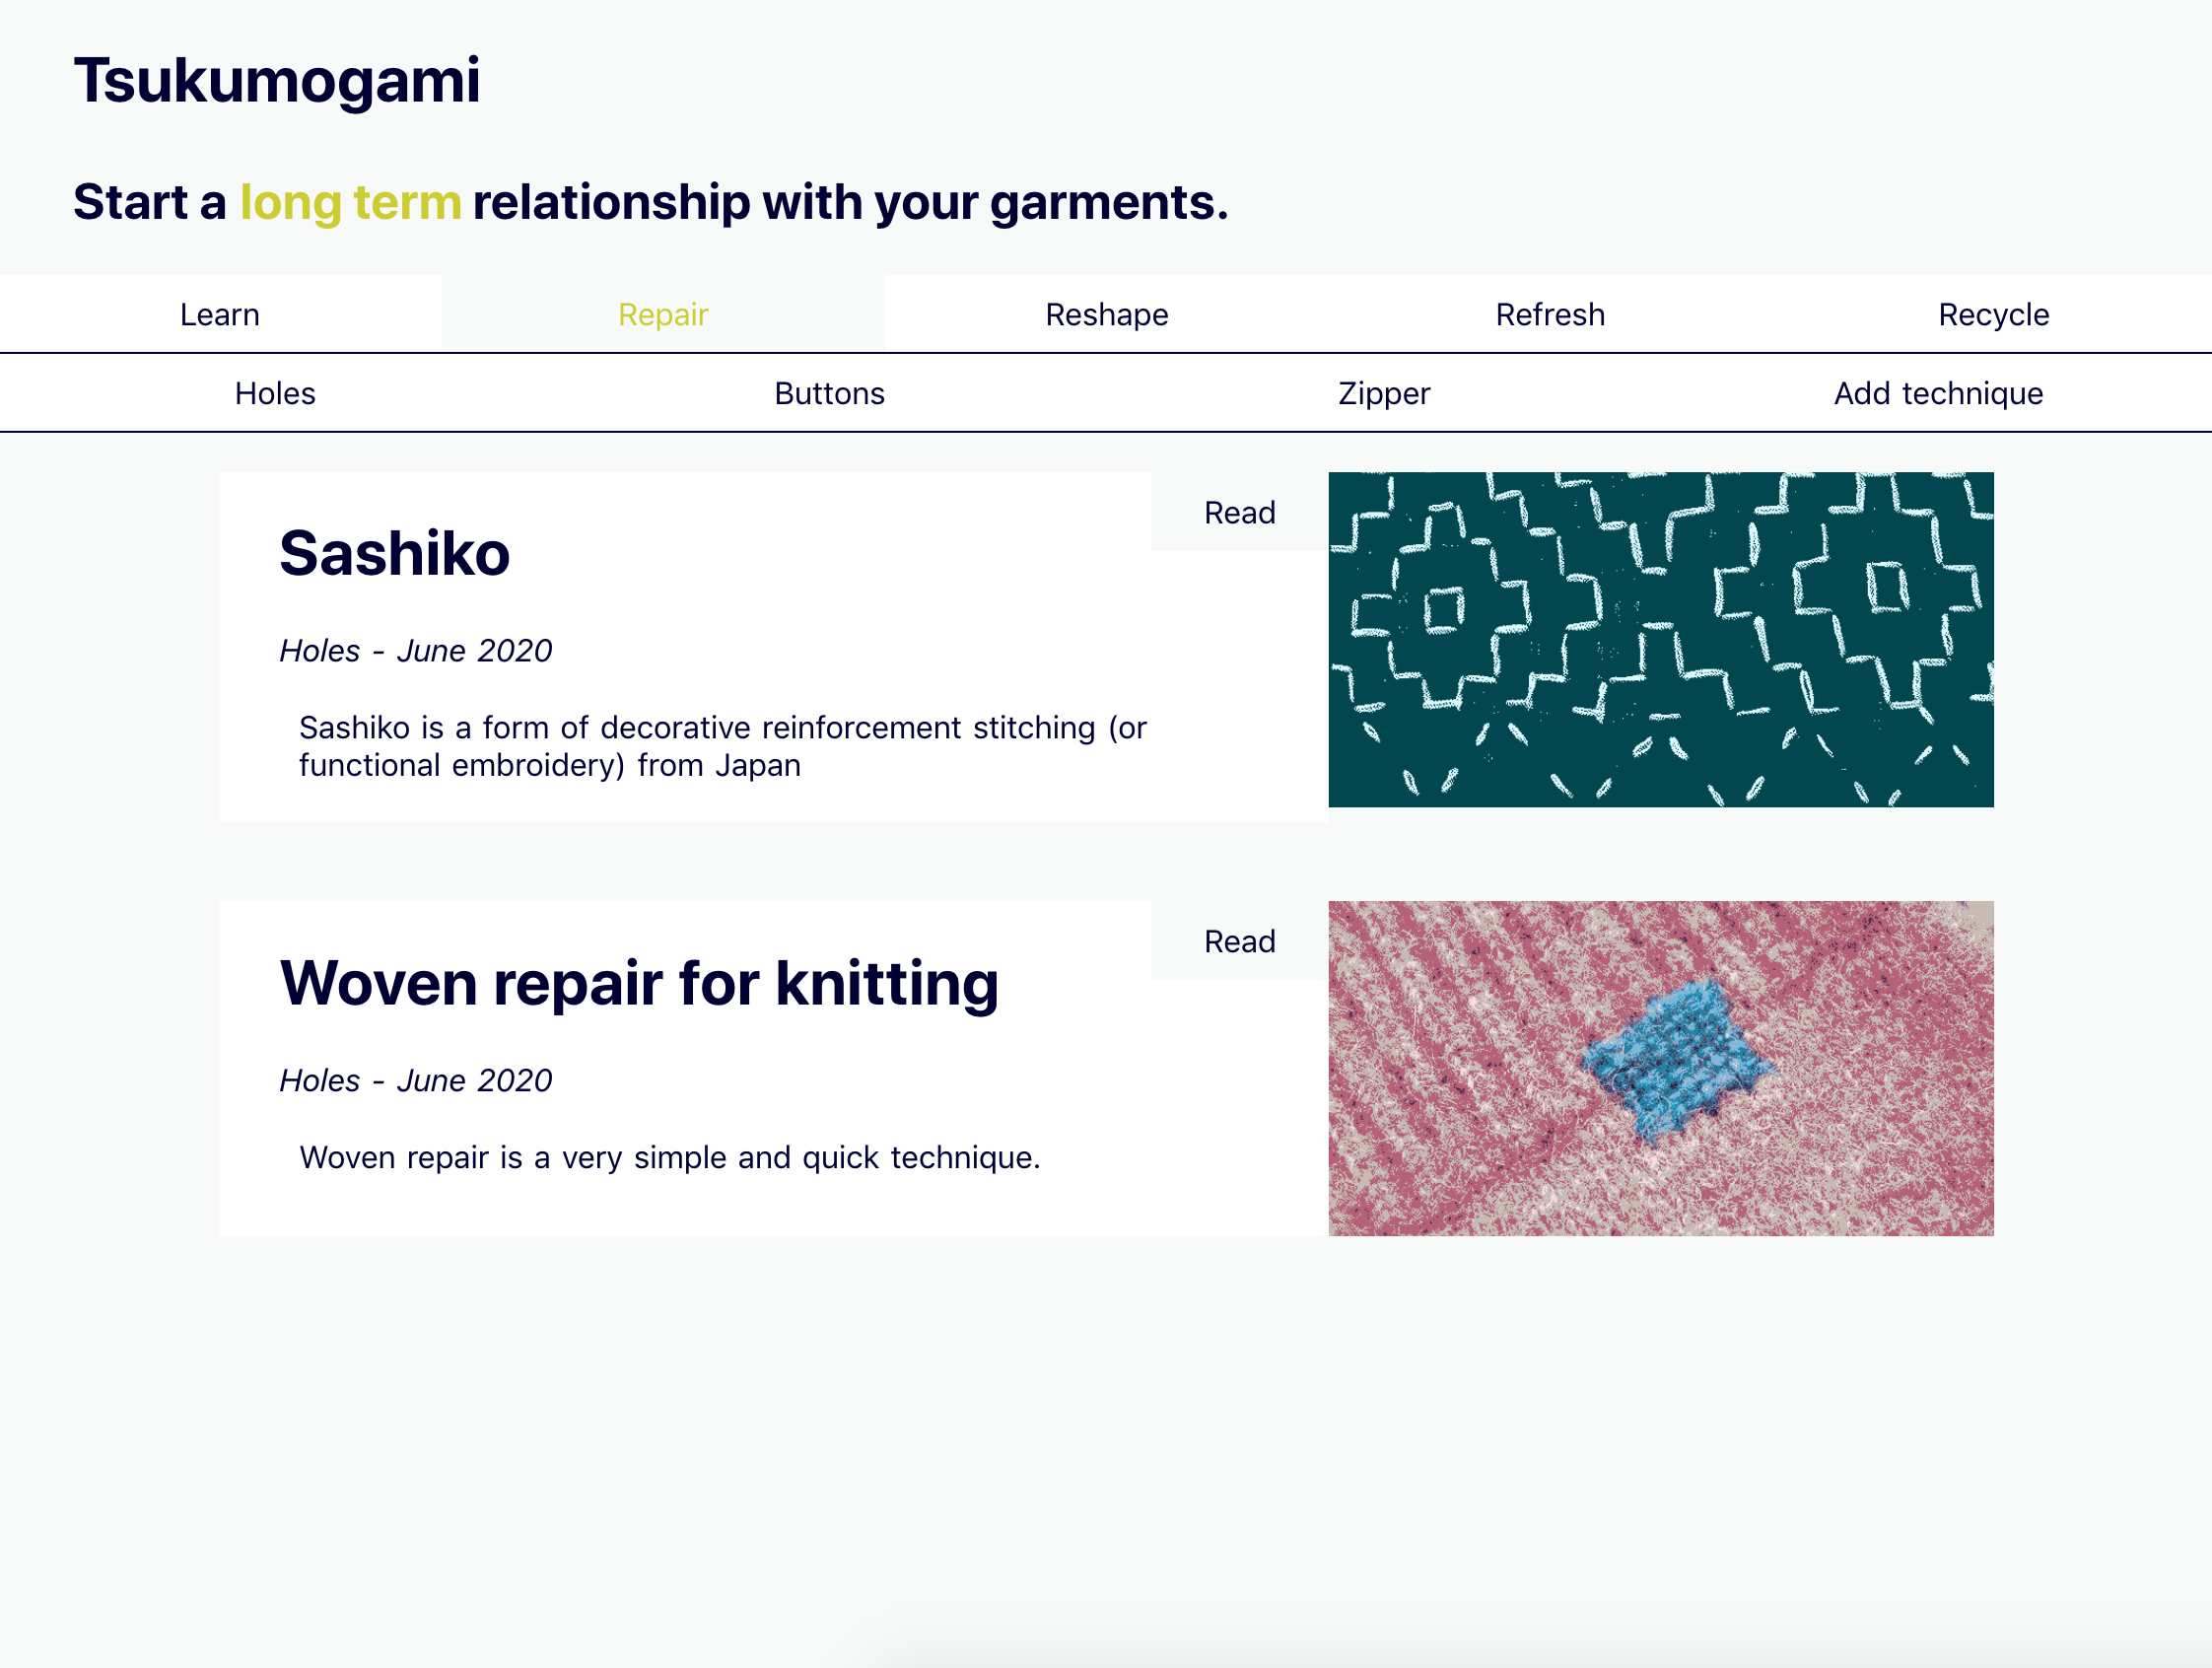 Tsukumogami
Start a long term relationship with your garments.
Learn Repair Reshape Refresh Recycle
Holes Buttons Zipper Add technique
Read
Sashiko
Holes - June 2020
Sashiko is a form of decorative reinforcement stitching (or
functional embroidery) from Japan
Read
Woven repair for knitting
Holes - June 2020
Woven repair is a very simple and quick technique.